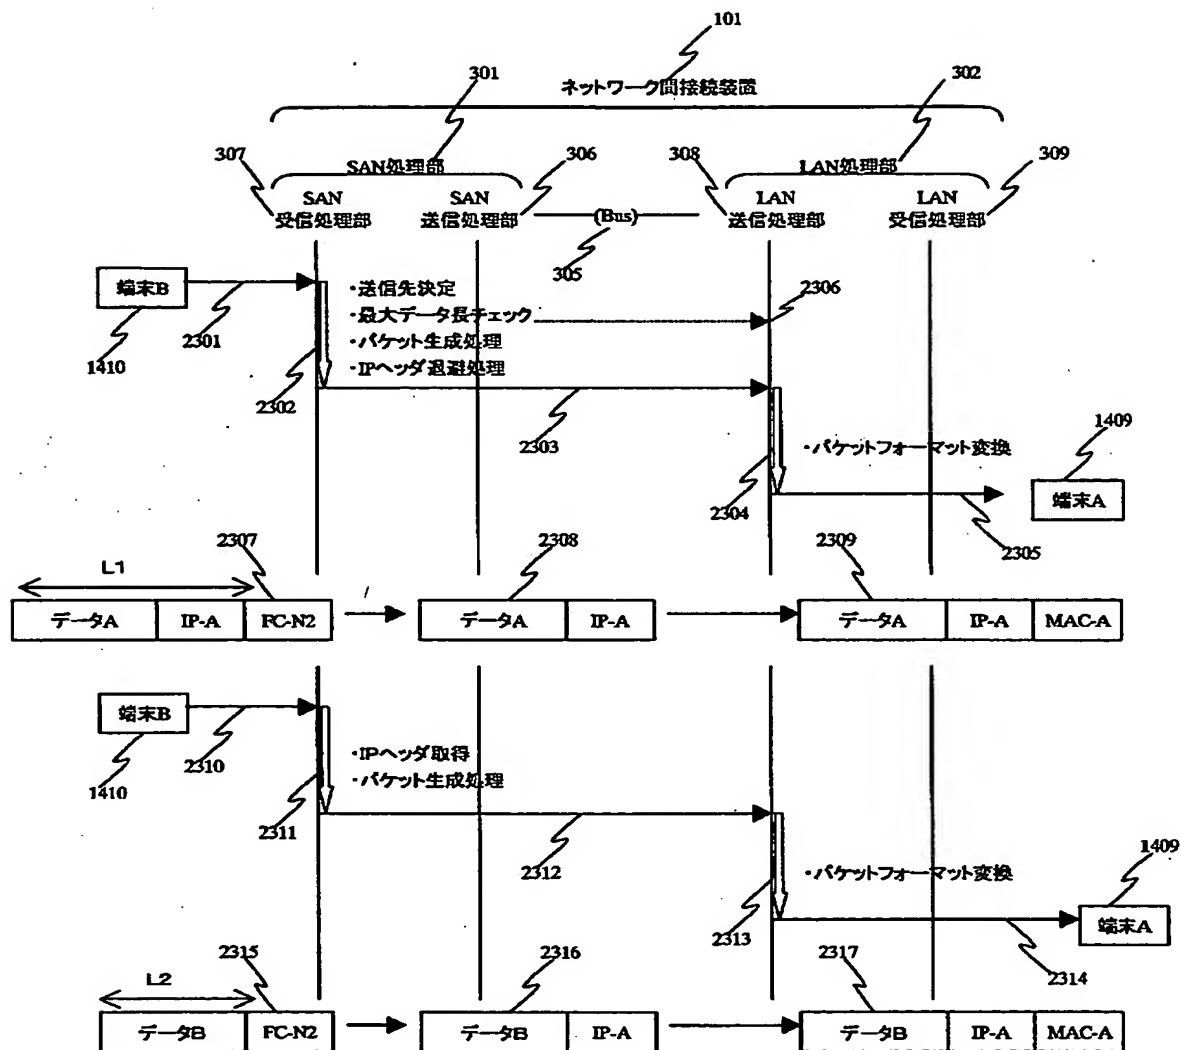 101
301
ネットワーク間接続装置
302
307
SAN処理部
306
308
LAN処理部
309
SAN
受信処理部
SAN
送信処理部
(Bus)
LAN
送信処理部
LAN
受信処理部
305
端末B
・送信先決定
2306
・最大データ長チェック
2301
・パケット生成処理
1410
・IPヘッダ退避処理
2302
2303
1409
・パケットフォーマット変換
2304
端末A
2305
2307
2308
2309
L1
データA IP-A FC-N2
データA IP-A
データA IP-A MAC-A
端末B
2310
・IPヘッダ取得
・パケット生成処理
1410
2311
2312
1409
・パケットフォーマット変換
2313
端末A
2314
2315
2316
2317
L2
データB FC-N2
データB IP-A
データB IP-A MAC-A